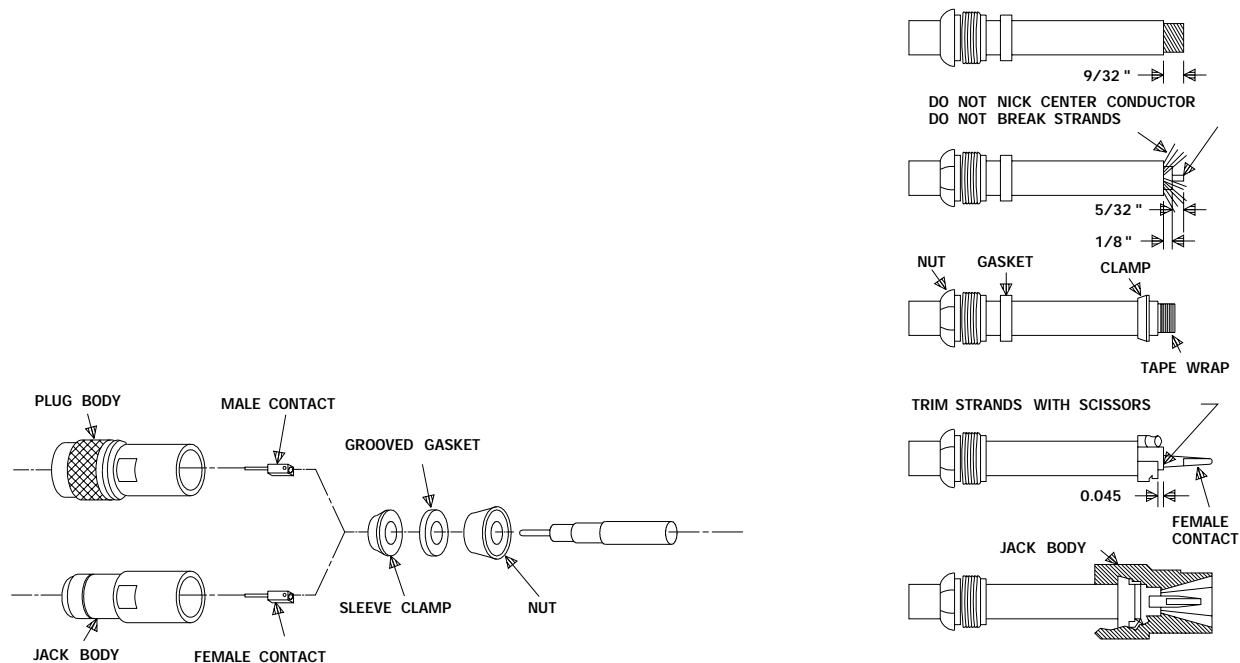 9/32 "
DO NOT NICK CENTER CONDUCTOR
DO NOT BREAK STRANDS
5/32 "
1/8 "
NUT
GASKET
CLAMP
TAPE WRAP
TRIM STRANDS WITH SCISSORS
0.045
FEMALE
CONTACT
JACK BODY
PLUG BODY
MALE CONTACT
GROOVED GASKET
SLEEVE CLAMP
NUT
JACK BODY
FEMALE CONTACT